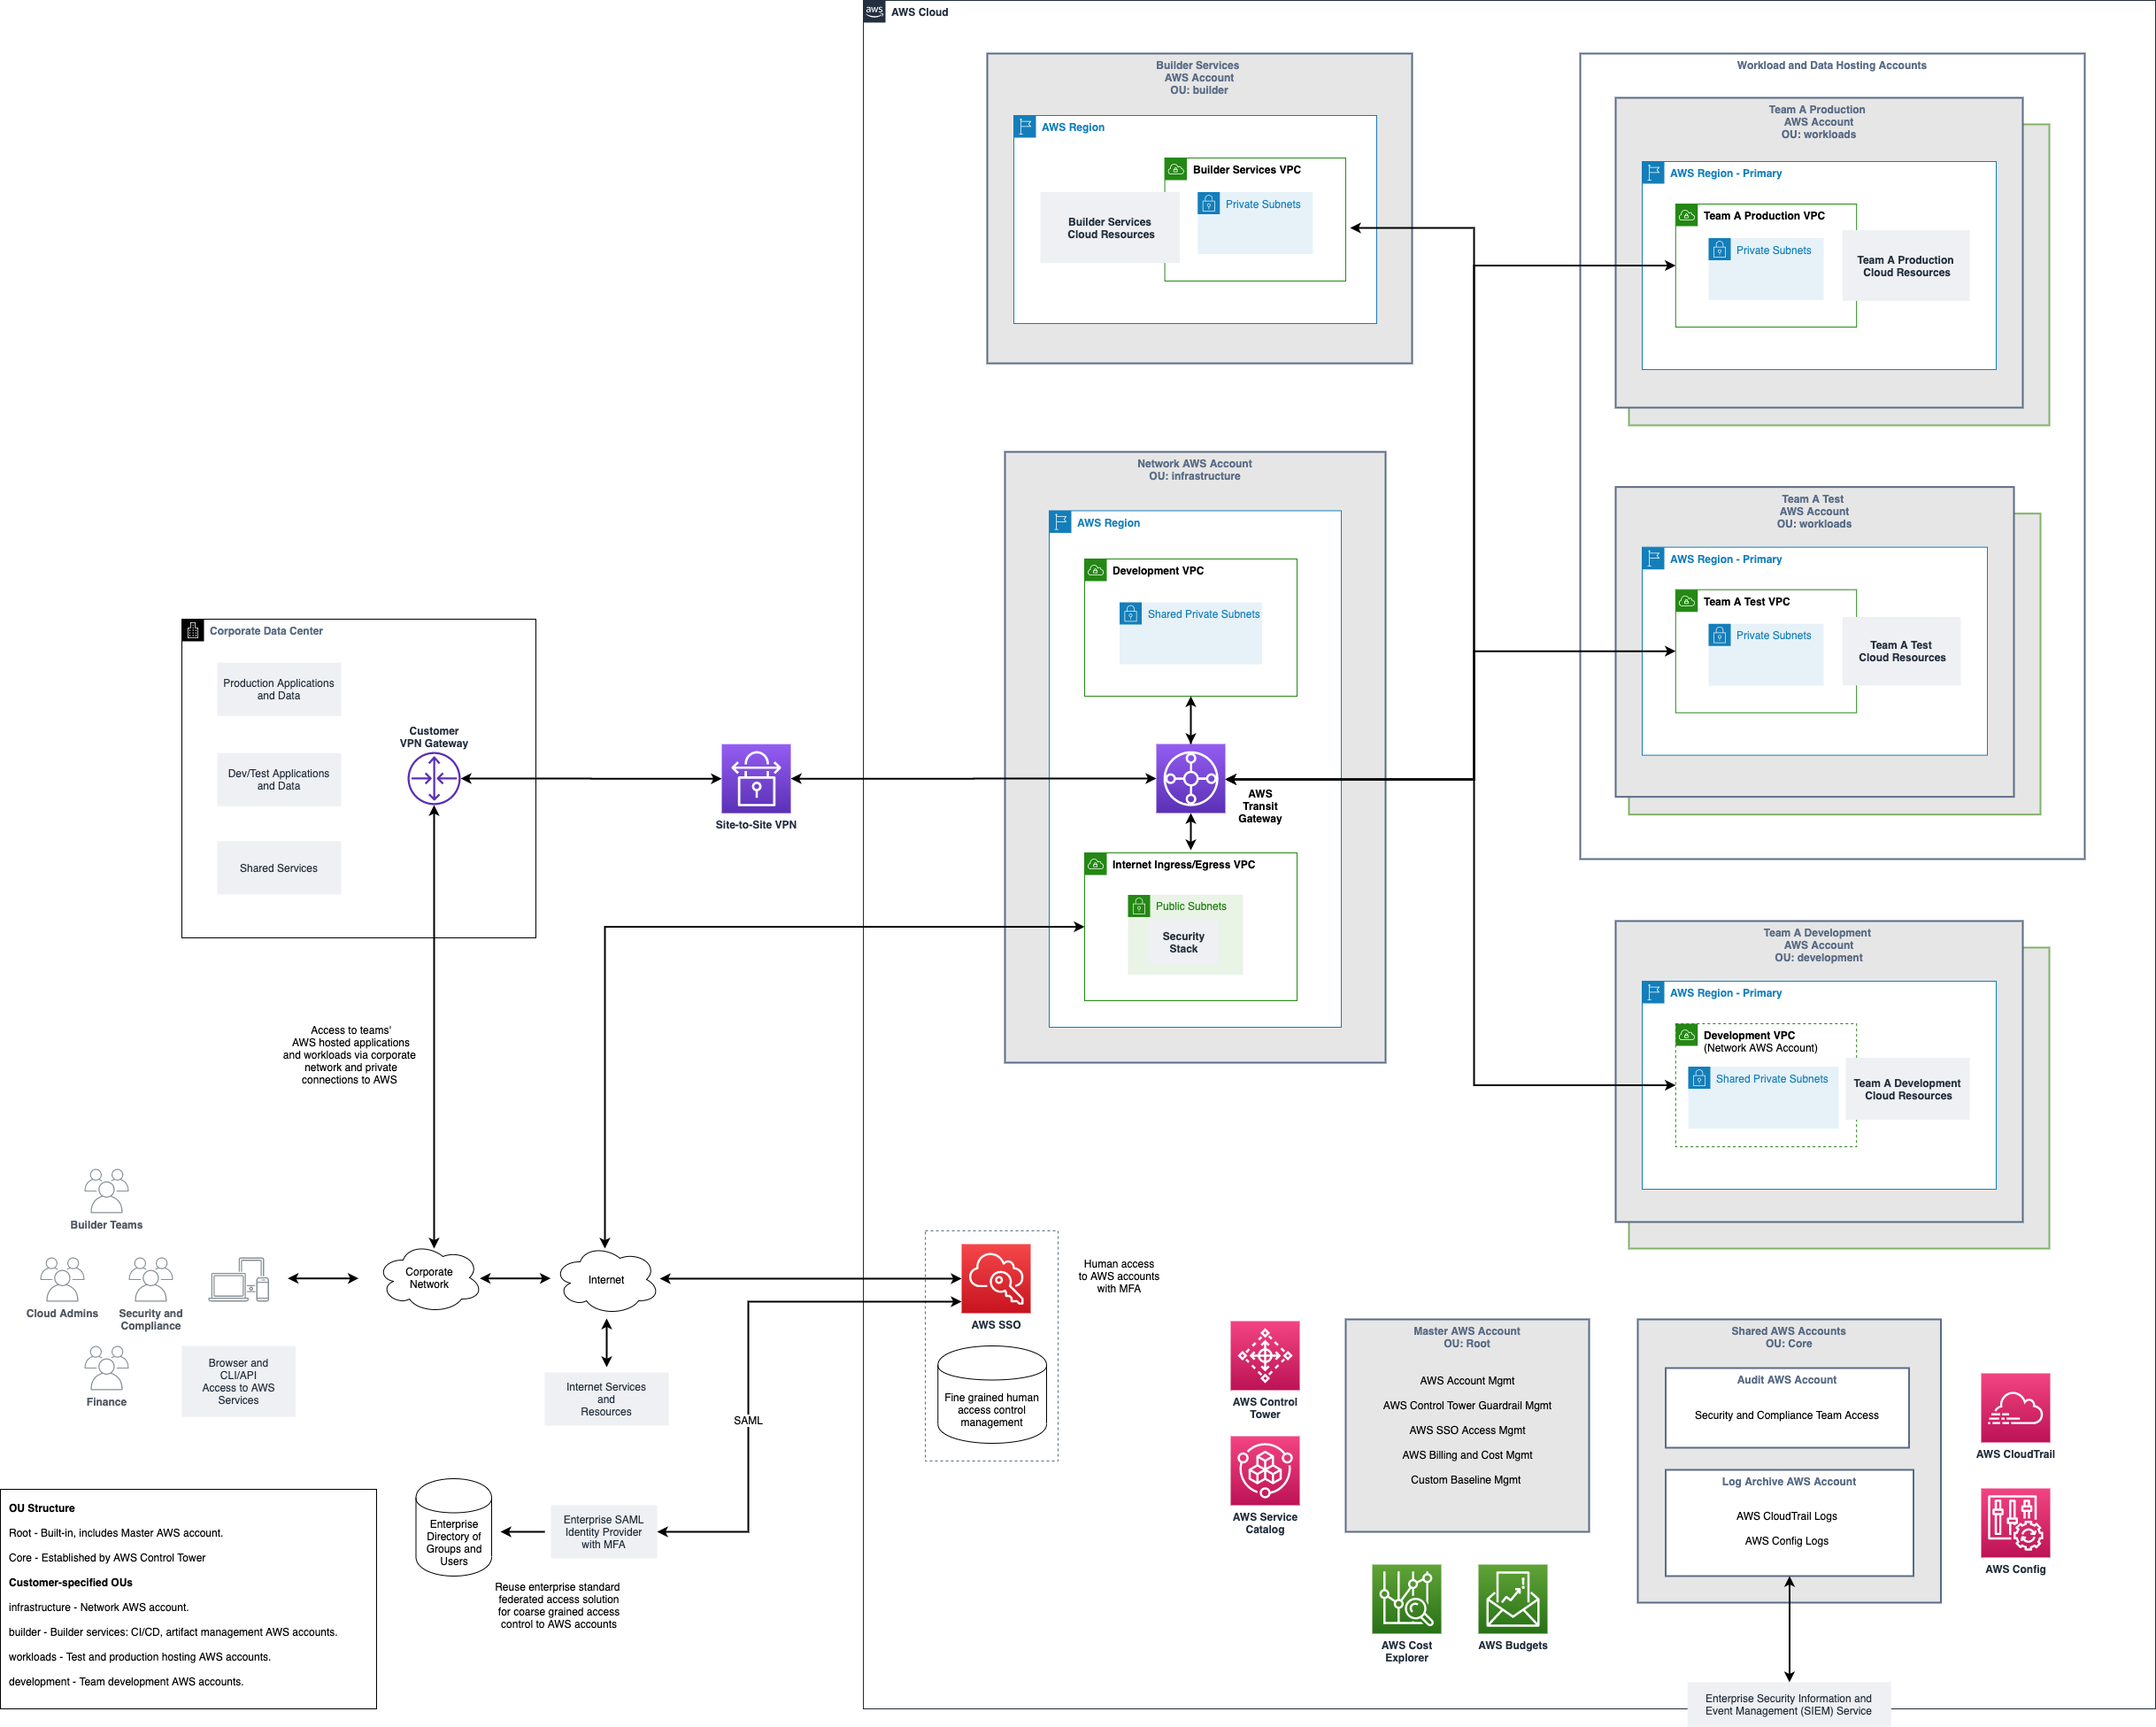 aws
AWS Cloud
Builder Services
AWS Account
OU: builder
AWS Region
Builder Services VPC
Private Subnets
Builder Services
Cloud Resources
Workload and Data Hosting Accounts
Team A Production
AWS Account
OU: workloads
AWS Region - Primary
Team A Production VPC
Private Subnets
Team A Production
Cloud Resources
Network AWS Account
OU: infrastructure
AWS Region
Development VPC
Shared Private Subnets
AWS
Transit
Gateway
Internet Ingress/Egress VPC
Public Subnets
Security
Stack
Team A Test
AWS Account
OU: workloads
AWS Region - Primary
Team A Test VPC
Private Subnets
Team A Test
Cloud Resources
Corporate Data Center
Production Applications
and Data
Customer
VPN Gateway
Dev/Test Applications
and Data
Shared Services
Site-to-Site VPN
Team A Development
AWS Account
OU: development
AWS Region - Primary
Development VPC
(Network AWS Account)
Shared Private Subnets
Team A Development
Cloud Resources
Access to teams'
AWS hosted applications
and workloads via corporate
network and private
connections to AWS
Builder Teams
Cloud Admins
Security and
Compliance
Finance
Browser and
CLI/API
Access to AWS
Services
Corporate
Network
Internet
Internet Services
and
Resources
AWS SSO
Human access
to AWS accounts
with MFA
Fine grained human
access control
management
SAML
Enterprise
Directory of
Groups and
Users
Enterprise SAML
Identity Provider
with MFA
Reuse enterprise standard
federated access solution
for coarse grained access
control to AWS accounts
AWS Control
Tower
AWS Service
Catalog
Master AWS Account
OU: Root
AWS Account Mgmt
AWS Control Tower Guardrail Mgmt
AWS SSO Access Mgmt
AWS Billing and Cost Mgmt
Custom Baseline Mgmt
AWS Cost
Explorer
AWS Budgets
Shared AWS Accounts
OU: Core
Audit AWS Account
Security and Compliance Team Access
Log Archive AWS Account
AWS CloudTrail Logs
AWS Config Logs
AWS CloudTrail
AWS Config
Enterprise Security Information and
Event Management (SIEM) Service
OU Structure
Root - Built-in, includes Master AWS account.
Core - Established by AWS Control Tower
Customer-specified OUs
infrastructure - Network AWS account.
builder - Builder services: CI/CD, artifact management AWS accounts.
workloads - Test and production hosting AWS accounts.
development - Team development AWS accounts.